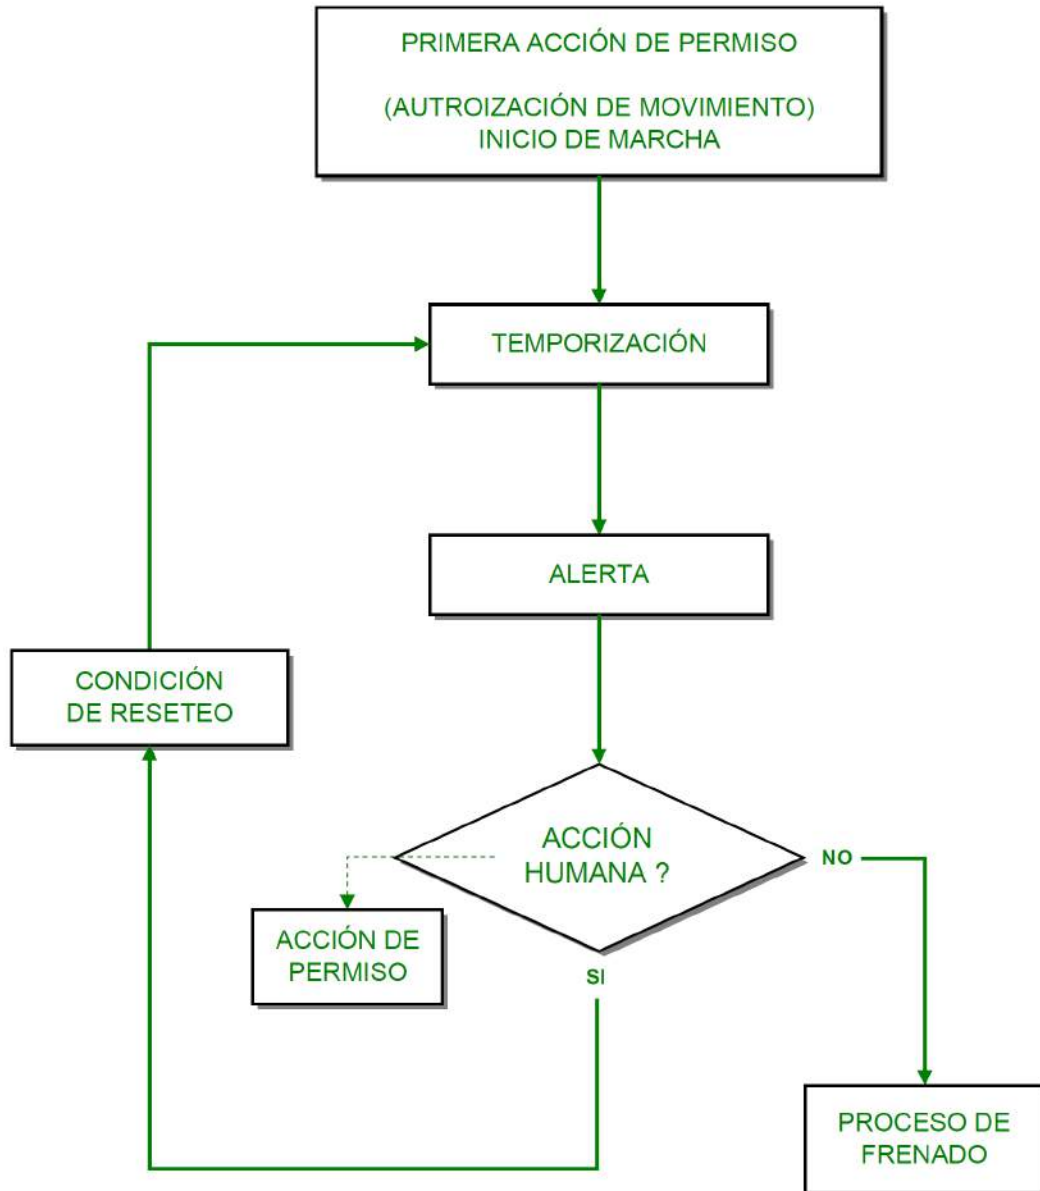 PRIMERA ACCIÓN DE PERMISO
(AUTROIZACIÓN DE MOVIMIENTO)
INICIO DE MARCHA
TEMPORIZACIÓN
ALERTA
CONDICIÓN
DE RESETEO
ACCIÓN
HUMANA ?
NO
ACCIÓN DE
PERMISO
SI
PROCESO DE
FRENADO